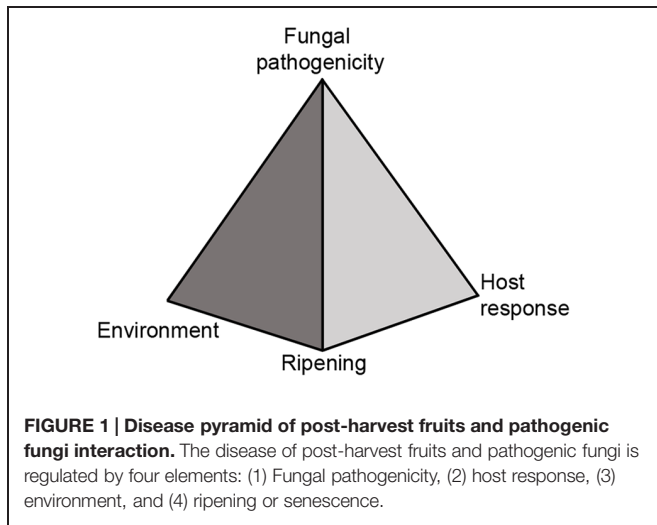 Fungal
pathogenicity
Host
response
Environment
Ripening
FIGURE 1 | Disease pyramid of post-harvest fruits and pathogenic
fungi interaction. The disease of post-harvest fruits and pathogenic fungi is
regulated by four elements: (1) Fungal pathogenicity, (2) host response, (3)
environment, and (4) ripening or senescence.